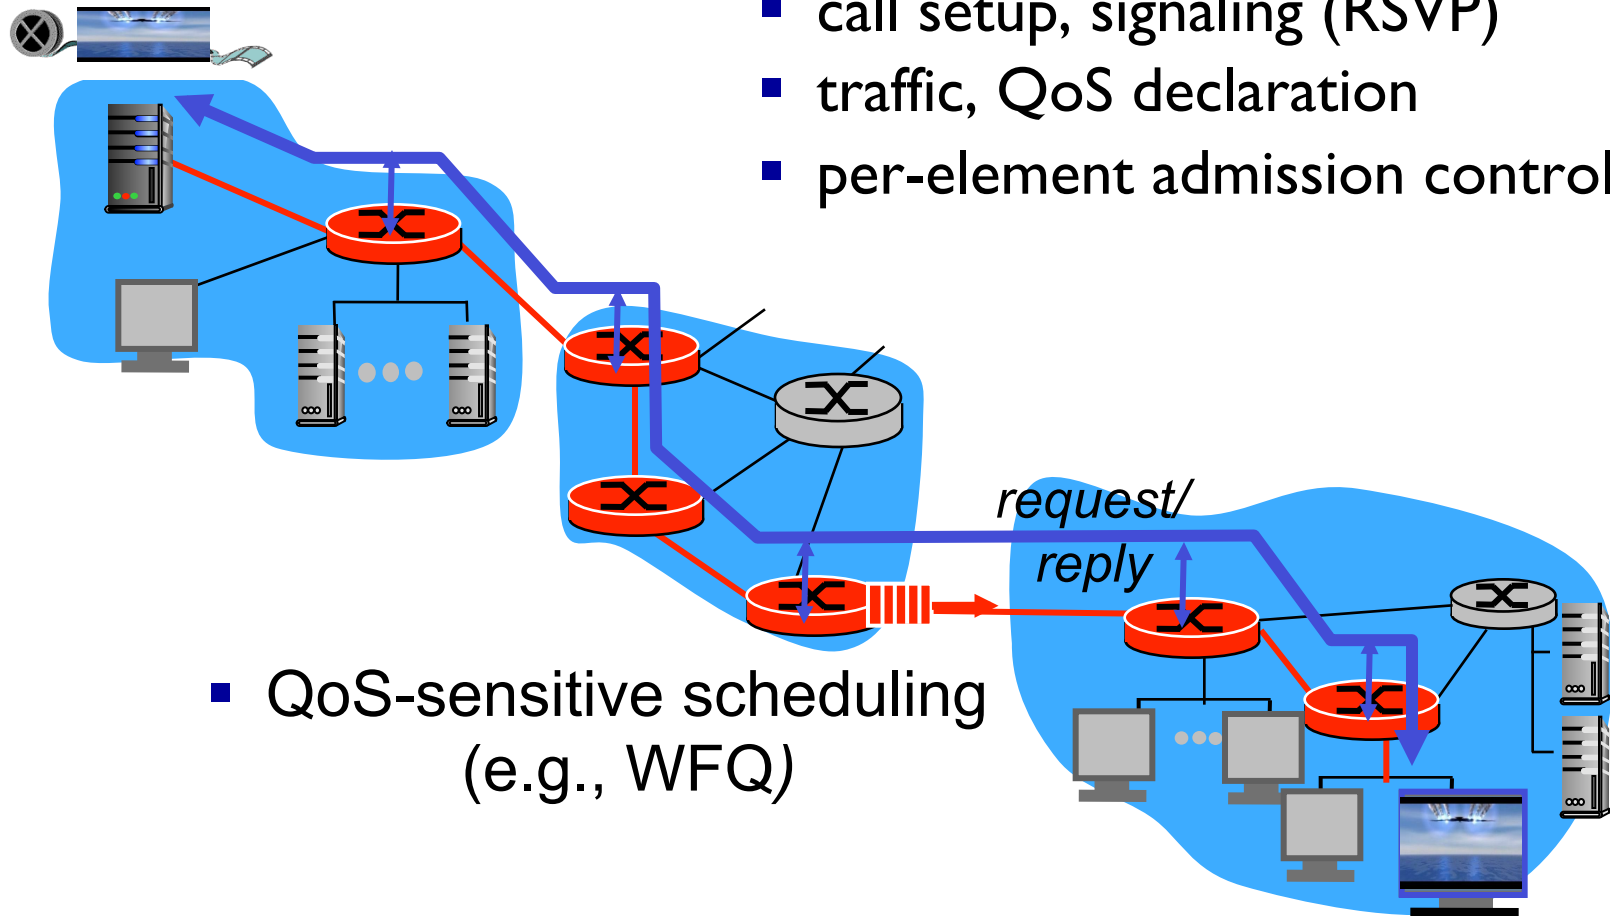 call setup, signaling (RSVP)
traffic, QoS declaration
per-element admission control
request/
reply
QoS-sensitive scheduling
(e.g., WFQ)